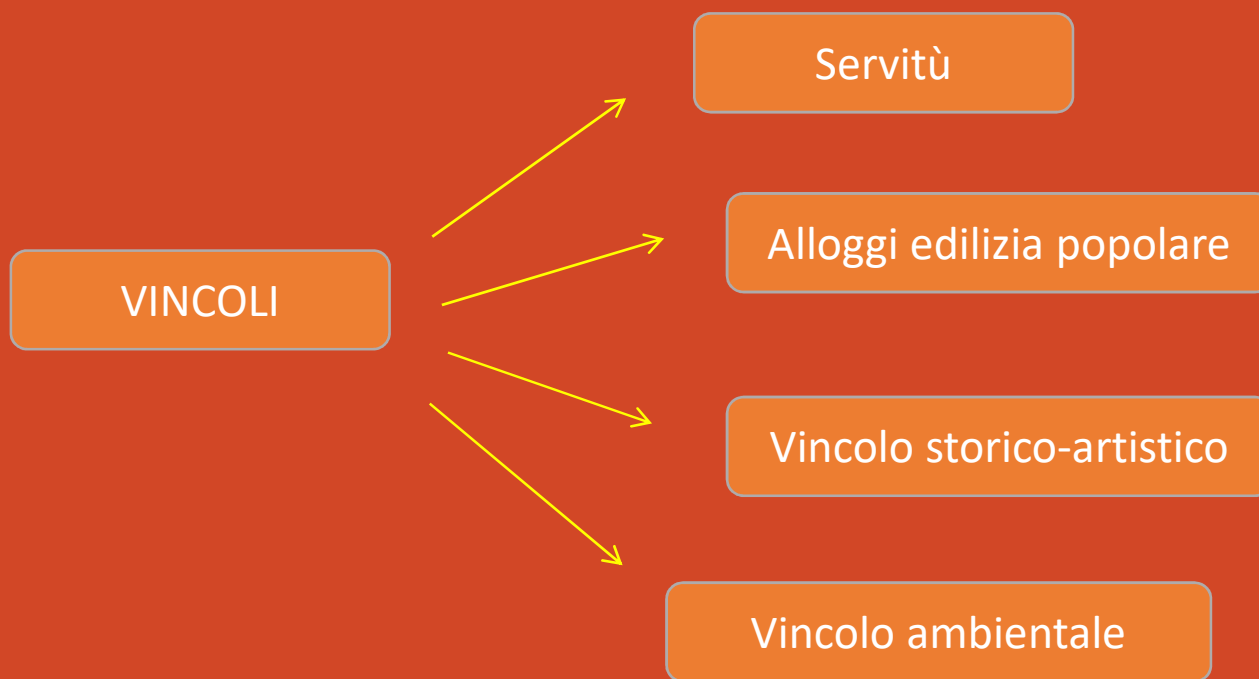 Servitù
Alloggi edilizia popolare
VINCOLI
Vincolo storico-artistico
Vincolo ambientale